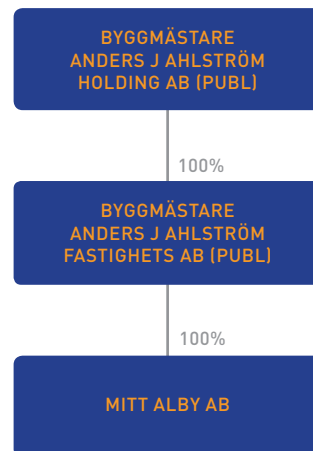 BYGGMÄSTARE
ANDERS J AHLSTRÖM
HOLDING AB (PUBL)
100%
BYGGMÄSTARE
ANDERS J AHLSTRÖM
FASTIGHETS AB (PUBL)
100%
MITT ALBY AB